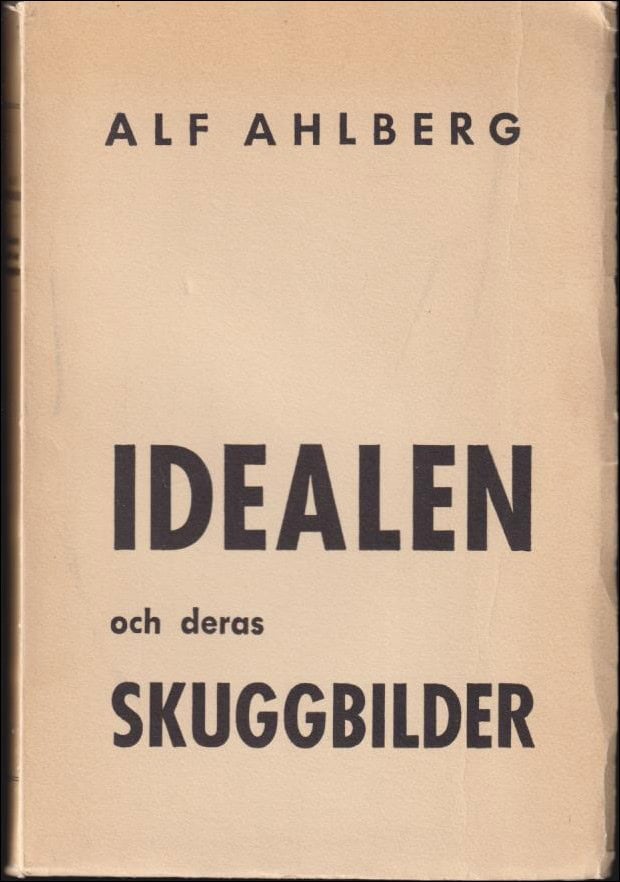 ALF AHLBERG
IDEALEN
och deras
SKUGGBILDER